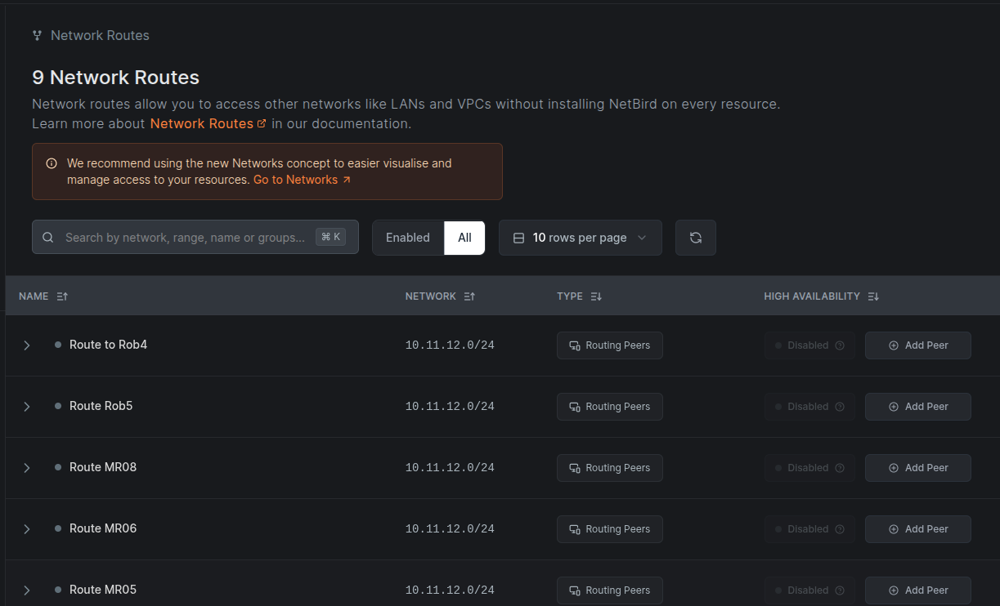 Network Routes
9 Network Routes
Network routes allow you to access other networks like LANs and VPCs without installing NetBird on every resource.
Learn more about Network Routes in our documentation.
We recommend using the new Networks concept to easier visualise and
manage access to your resources. Go to Networks
Search by network, range, name or groups... ⌘ K Enabled All 10 rows per page
NAME NETWORK TYPE HIGH AVAILABILITY
Route to Rob4 10.11.12.0/24 Routing Peers Disabled Add Peer
Route Rob5 10.11.12.0/24 Routing Peers Disabled Add Peer
Route MR08 10.11.12.0/24 Routing Peers Disabled Add Peer
Route MR06 10.11.12.0/24 Routing Peers Disabled Add Peer
Route MR05 10.11.12.0/24 Routing Peers Disabled Add Peer